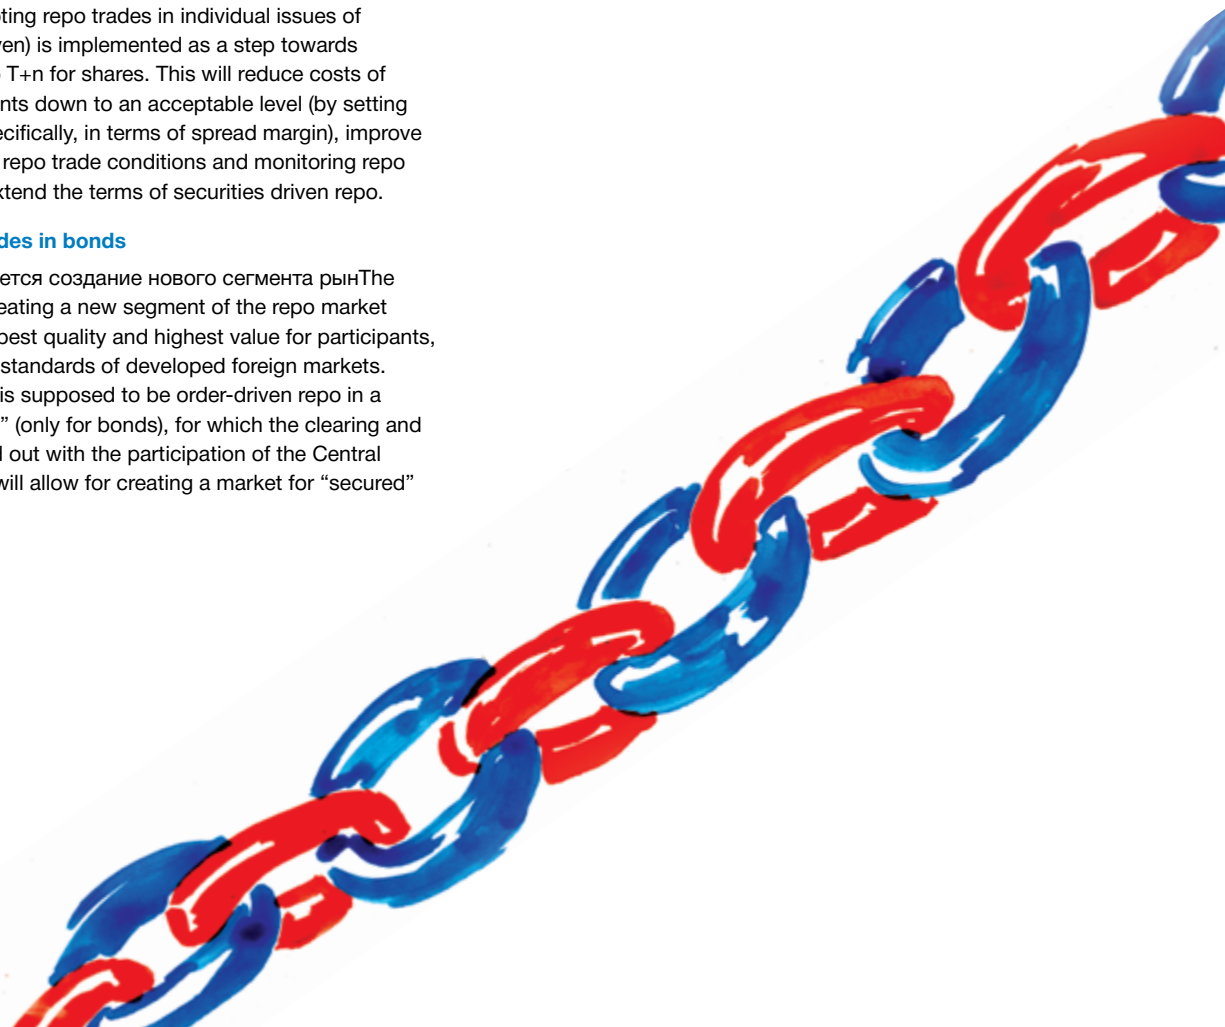 ting repo trades in individual issues of
en) is implemented as a step towards
T+n for shares. This will reduce costs of
nts down to an acceptable level (by setting
ecifically, in terms of spread margin), improve
repo trade conditions and monitoring repo
xtend the terms of securities driven repo.
des in bonds
ется создание нового сегмента рынThe
eating a new segment of the repo market
best quality and highest value for participants,
standards of developed foreign markets.
is supposed to be order-driven repo in a
” (only for bonds), for which the clearing and
l out with the participation of the Central
will allow for creating a market for “secured”